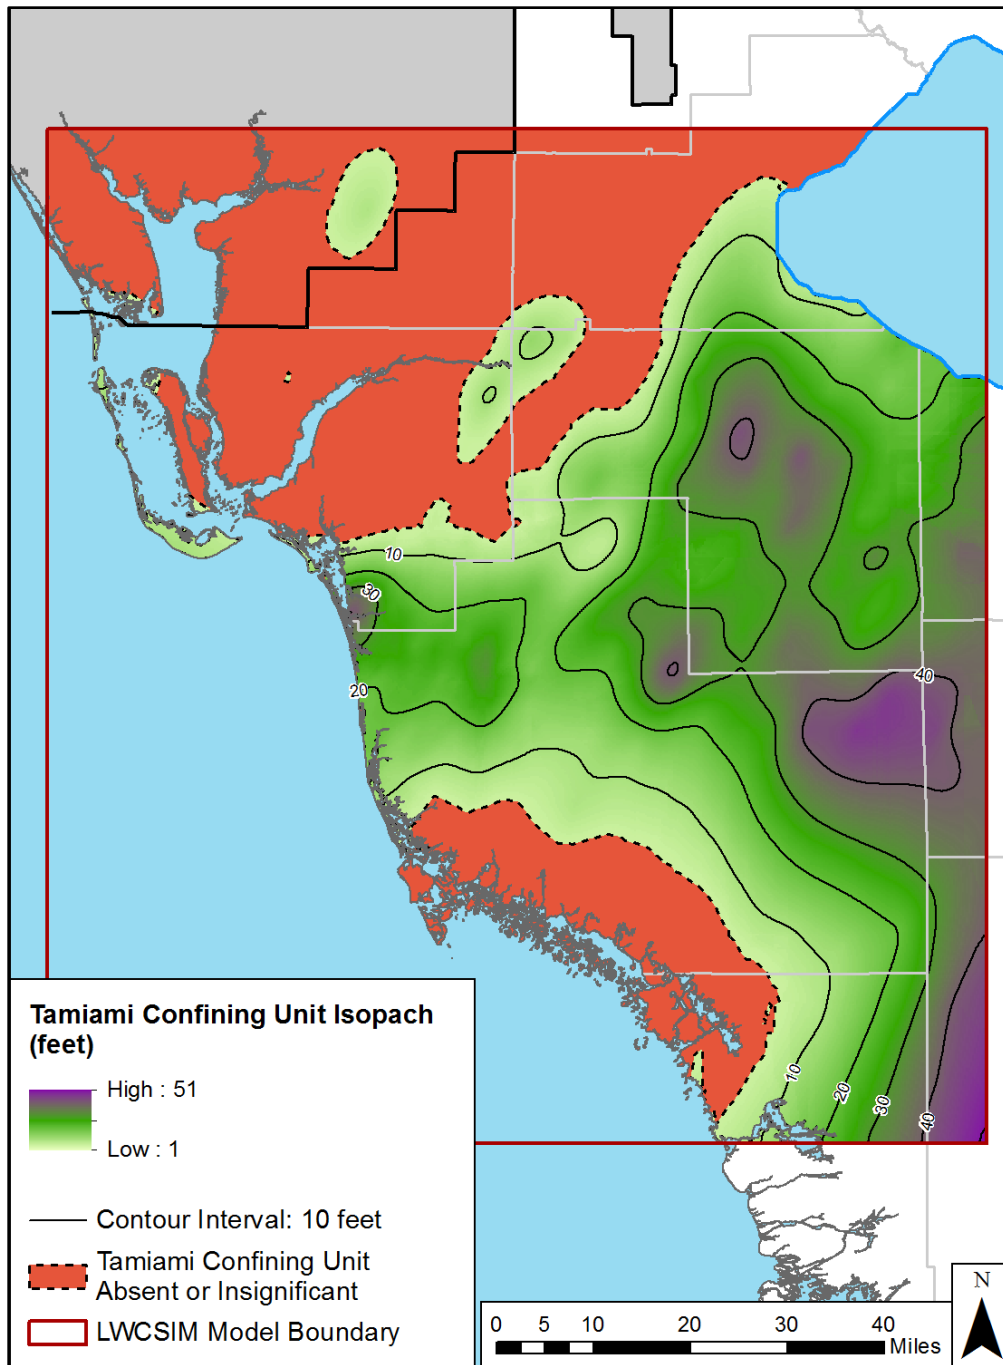 10
30
20
40
10
20
30
40
Tamiami Confining Unit Isopach
(feet)
High : 51
Low : 1
Contour Interval: 10 feet
Tamiami Confining Unit
Absent or Insignificant
LWCSIM Model Boundary
0 5 10 20 30 40
Miles
N